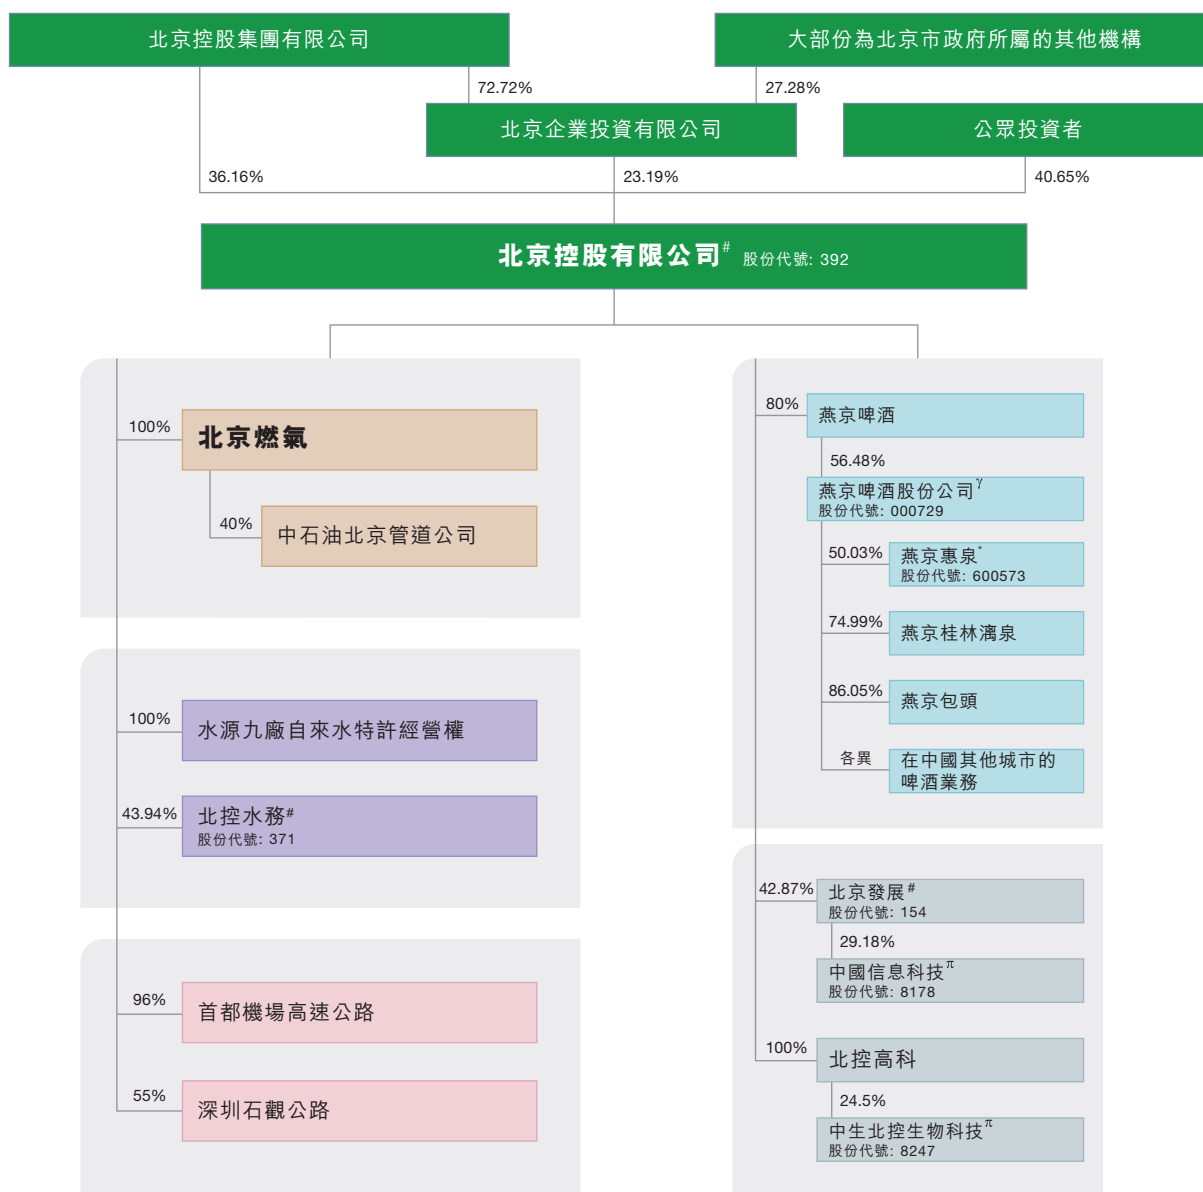 北京控股集團有限公司
大部份為北京市政府所屬的其他機構
72.72%
27.28%
北京企業投資有限公司
公眾投資者
36.16%
23.19%
40.65%
北京控股有限公司# 股份代號: 392
100%
北京燃氣
40%
中石油北京管道公司
100%
水源九廠自來水特許經營權
43.94%
北控水務#
股份代號: 371
96%
首都機場高速公路
55%
深圳石觀公路
80%
燕京啤酒
56.48%
燕京啤酒股份公司γ
股份代號: 000729
50.03%
燕京惠泉*
股份代號: 600573
74.99%
燕京桂林漓泉
86.05%
燕京包頭
各異
在中國其他城市的
啤酒業務
42.87%
北京發展#
股份代號: 154
29.18%
中國信息科技π
股份代號: 8178
100%
北控高科
24.5%
中生北控生物科技π
股份代號: 8247